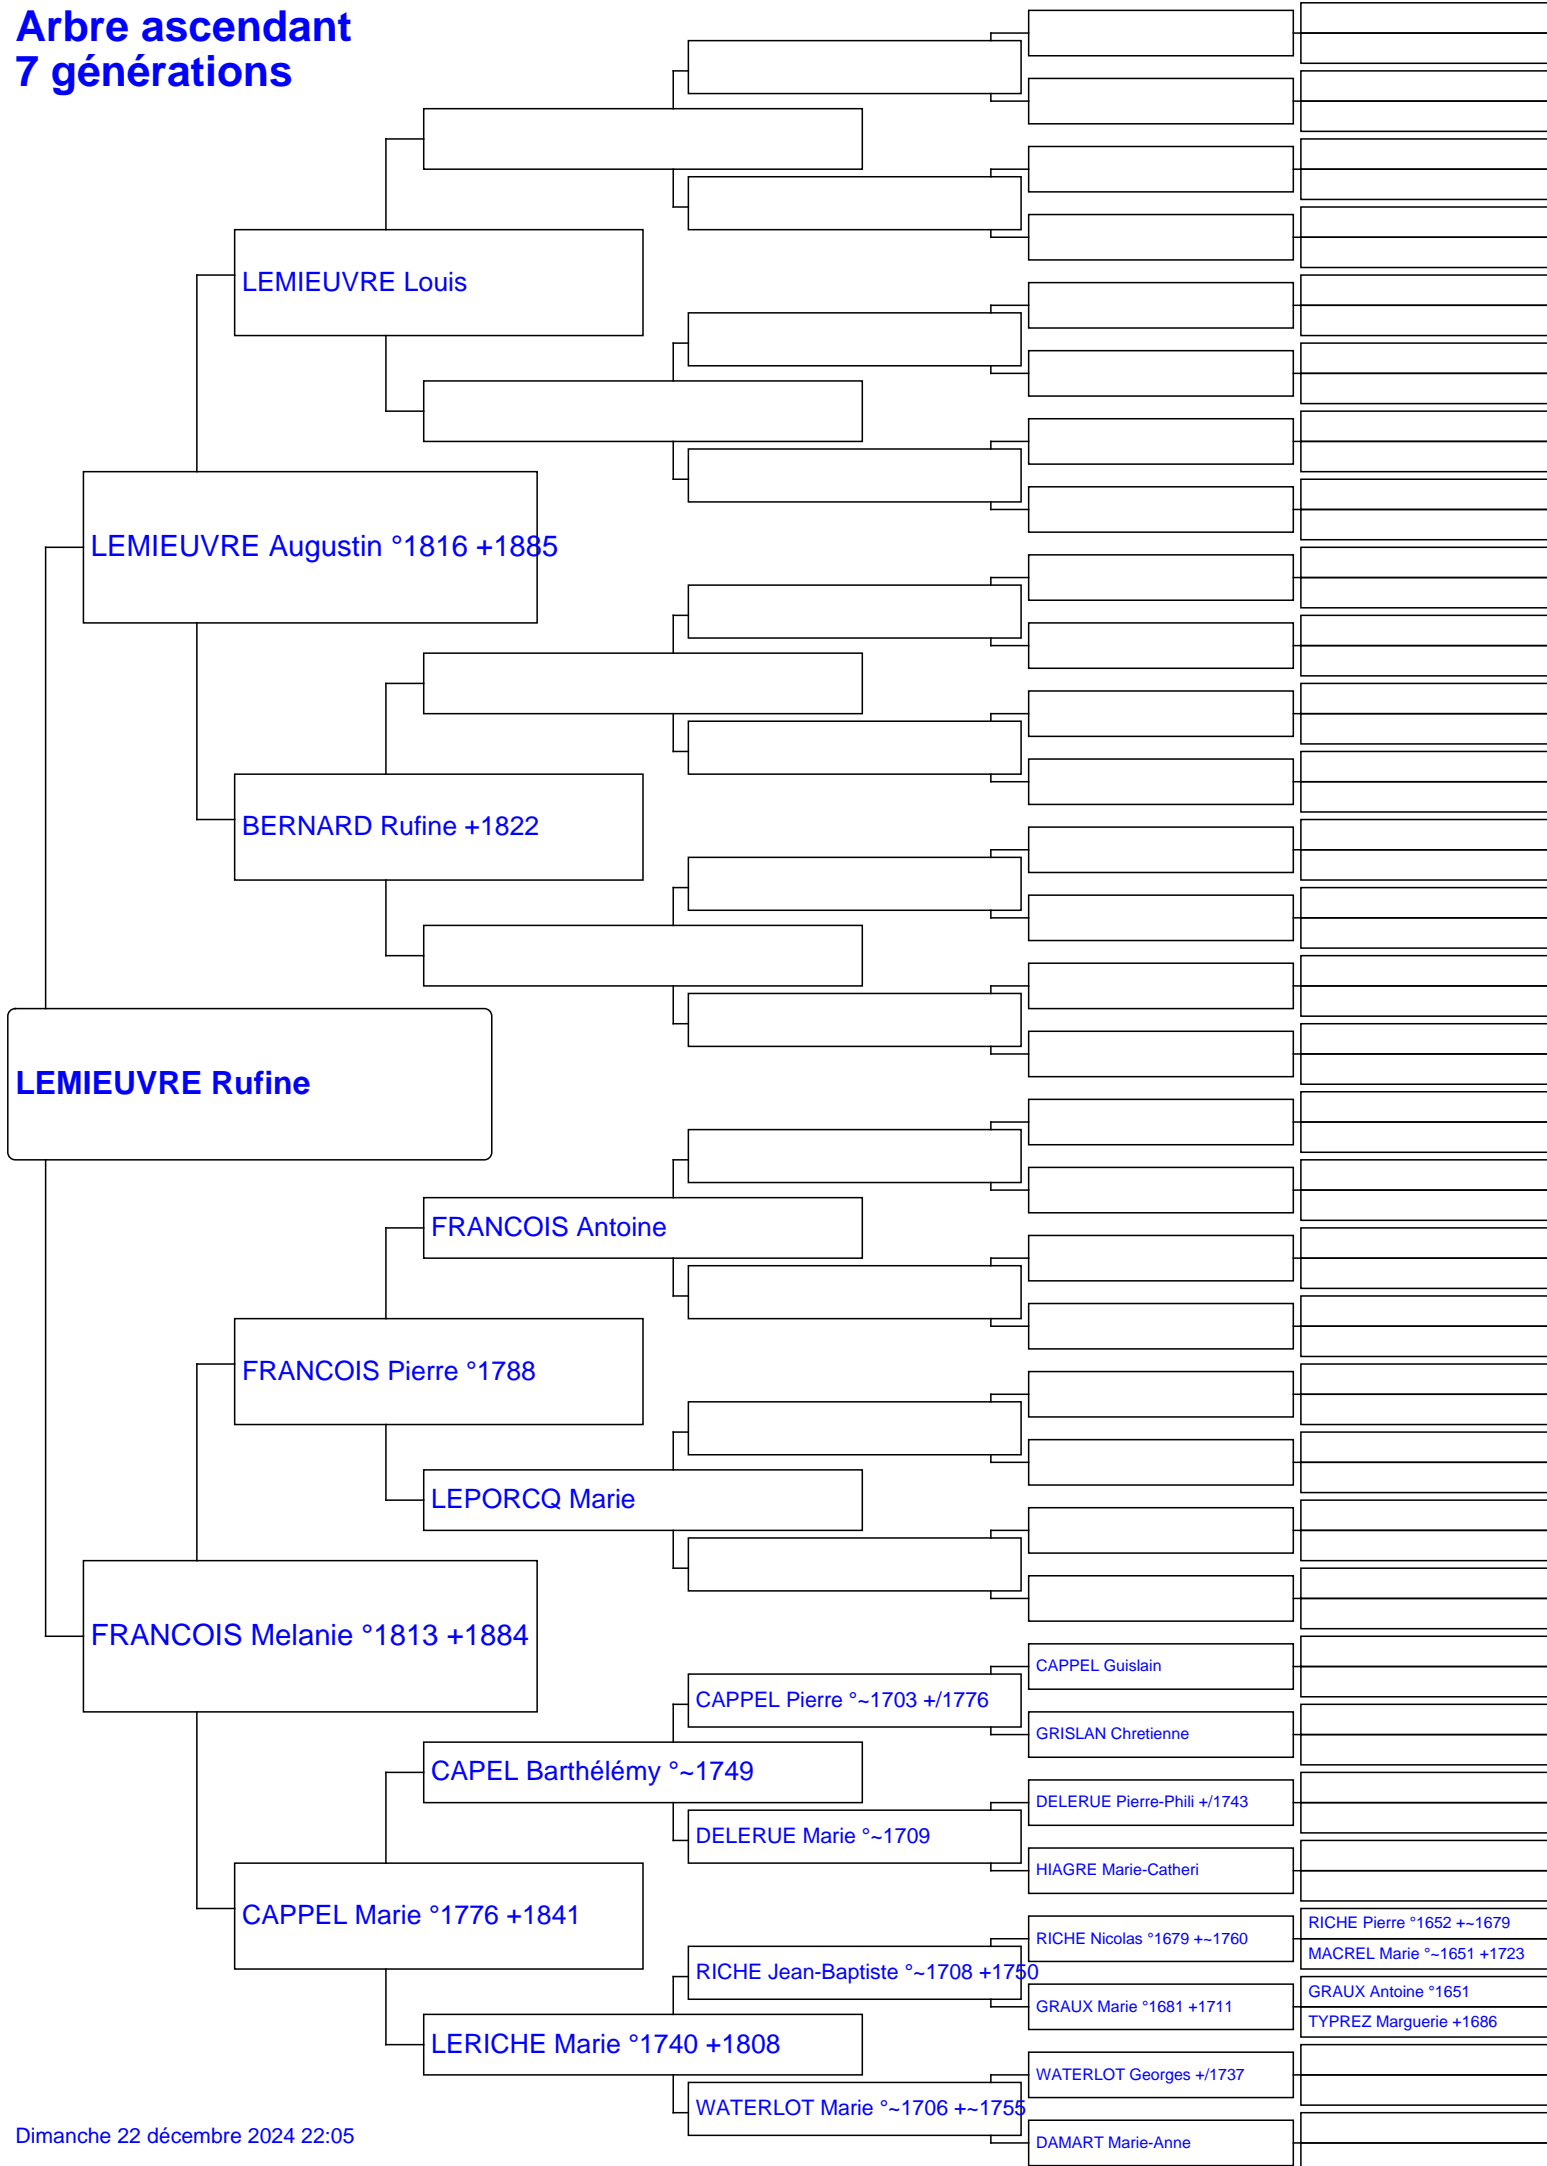 Arbre ascendant
7 générations
LEMIEUVRE Louis
LEMIEUVRE Augustin °1816 +1885
BERNARD Rufine +1822
LEMIEUVRE Rufine
FRANCOIS Antoine
FRANCOIS Pierre °1788
LEPORCQ Marie
FRANCOIS Melanie °1813 +1884
CAPPEL Guislain
CAPPEL Pierre °~1703 +/1776
GRISLAN Chretienne
CAPEL Barthélémy °~1749
DELERUE Pierre-Phili +/1743
DELERUE Marie °~1709
HIAGRE Marie-Catheri
CAPPEL Marie °1776 +1841
RICHE Pierre °1652 +~1679
RICHE Nicolas °1679 +~1760
MACREL Marie °~1651 +1723
RICHE Jean-Baptiste °~1708 +1750
GRAUX Antoine °1651
GRAUX Marie °1681 +1711
TYPREZ Marguerie +1686
LERICHE Marie °1740 +1808
WATERLOT Georges +/1737
WATERLOT Marie °~1706 +~1755
DAMART Marie-Anne
Dimanche 22 décembre 2024 22:05